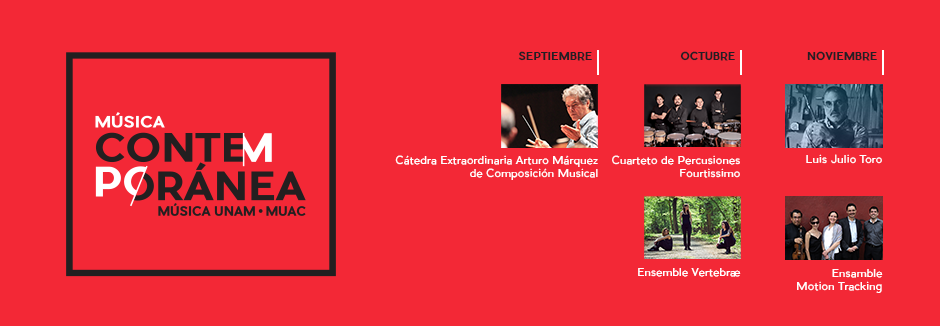 MÚSICA
CONTEM
PORÁNEA
MÚSICA UNAM • MUAC
SEPTIEMBRE
Cátedra Extraordinaria Arturo Márquez
de Composición Musical
OCTUBRE
Cuarteto de Percusiones
Fourtissimo
Ensemble Vertebræ
NOVIEMBRE
Luis Julio Toro
Ensamble
Motion Tracking